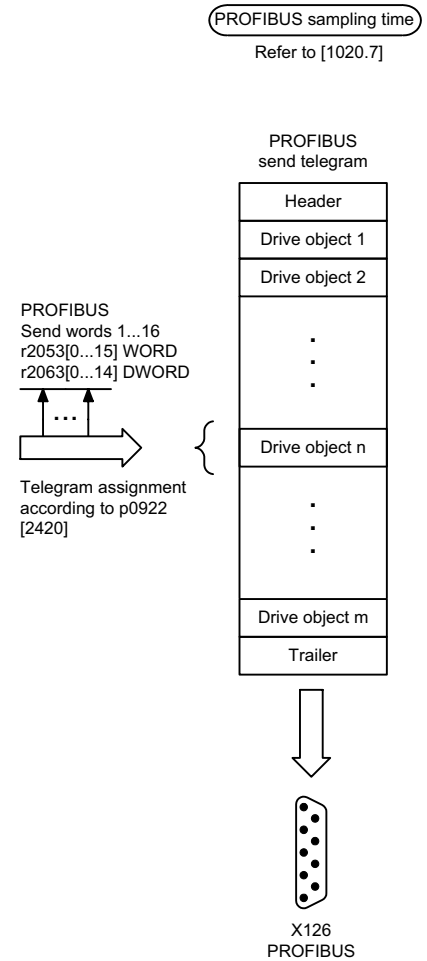 PROFIBUS sampling time
Refer to [1020.7]
PROFIBUS
send telegram
Header
Drive object 1
Drive object 2
PROFIBUS
Send words 1...16
r2053[0...15] WORD
r2063[0...14] DWORD
...
Drive object n
Telegram assignment
according to p0922
[2420]
Drive object m
Trailer
X126
PROFIBUS